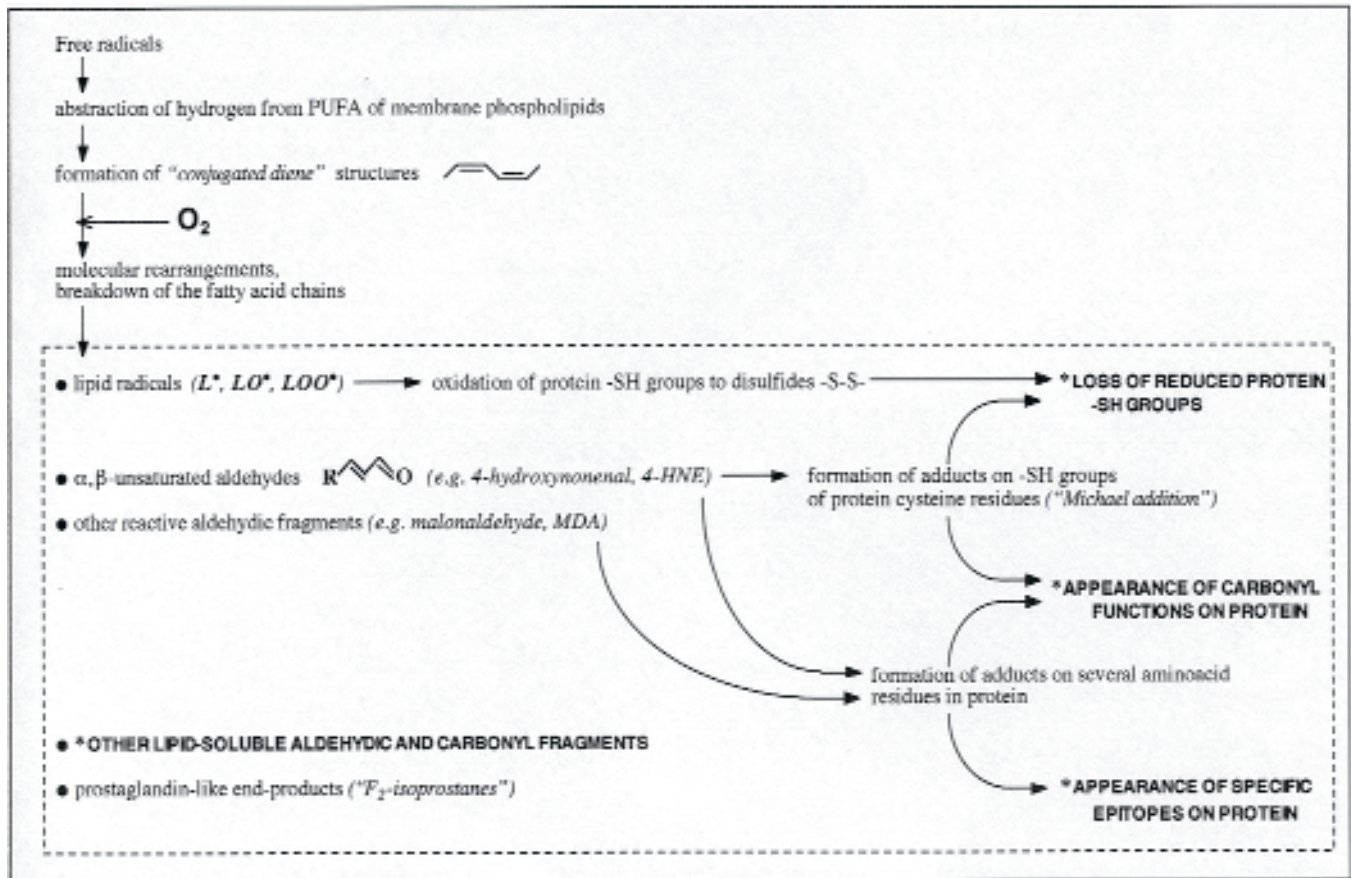 Free radicals
abstraction of hydrogen from PUFA of membrane phospholipids
formation of "conjugated diene" structures
O₂
molecular rearrangements,
breakdown of the fatty acid chains
● lipid radicals (L•, LO•, LOO•) oxidation of protein -SH groups to disulfides -S-S- *LOSS OF REDUCED PROTEIN
-SH GROUPS
● α,β-unsaturated aldehydes R O (e.g. 4-hydroxynonenal, 4-HNE) formation of adducts on -SH groups
of protein cysteine residues ("Michael addition")
● other reactive aldehydic fragments (e.g. malonaldehyde, MDA)
*APPEARANCE OF CARBONYL
FUNCTIONS ON PROTEIN
formation of adducts on several aminoacid
residues in protein
● *OTHER LIPID-SOLUBLE ALDEHYDIC AND CARBONYL FRAGMENTS
● prostaglandin-like end-products ("F₂-isoprostanes")
*APPEARANCE OF SPECIFIC
EPITOPES ON PROTEIN